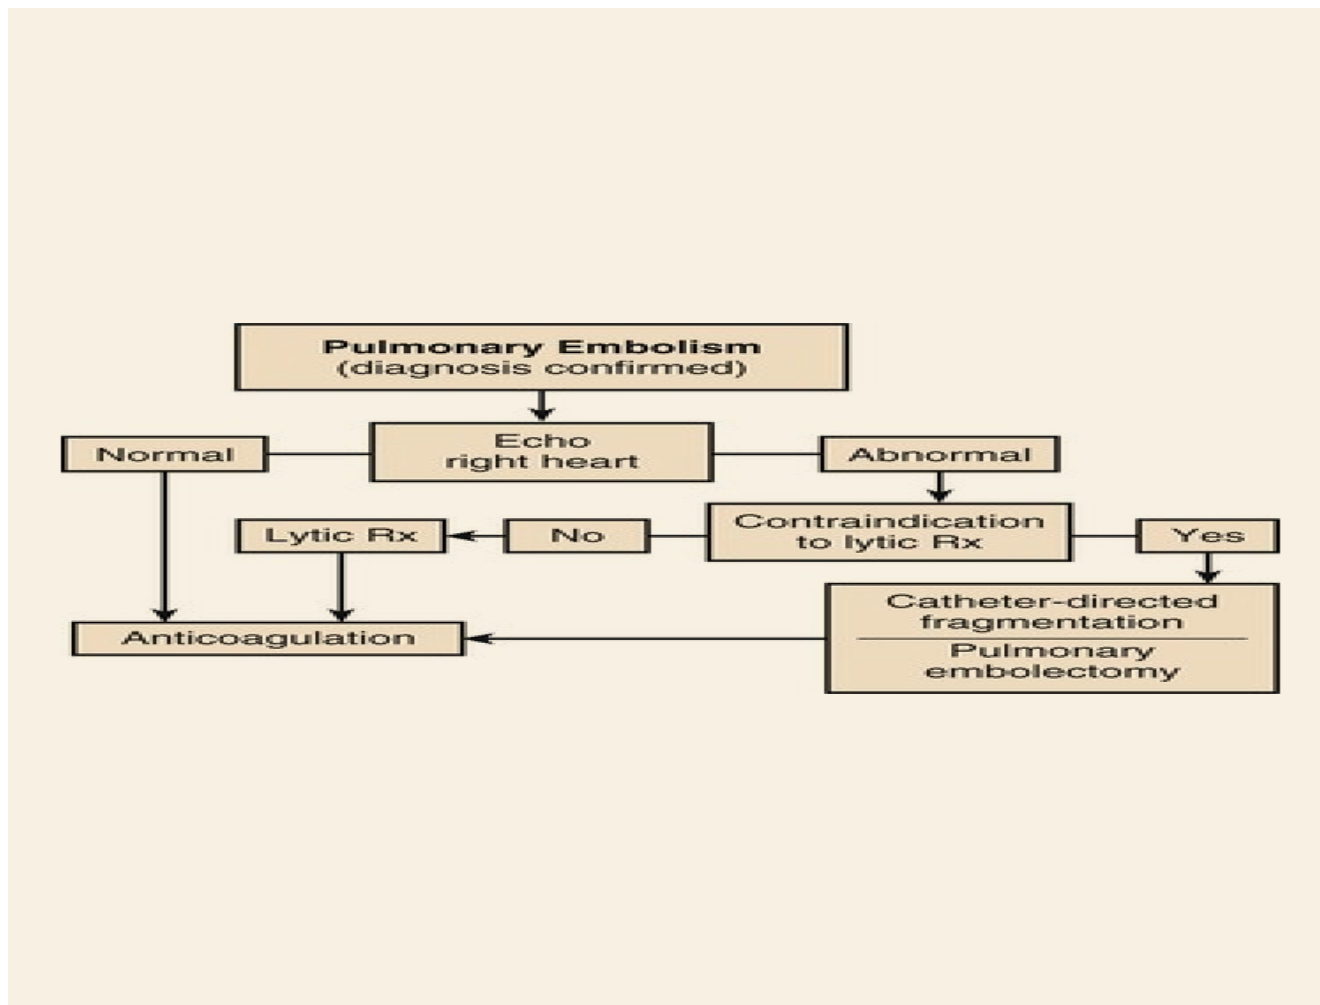 Pulmonary Embolism
(diagnosis confirmed)
Echo
right heart
Normal
Abnormal
Contraindication
to lytic Rx
Lytic Rx
No
Yes
Catheter-directed
fragmentation
Pulmonary
embolectomy
Anticoagulation